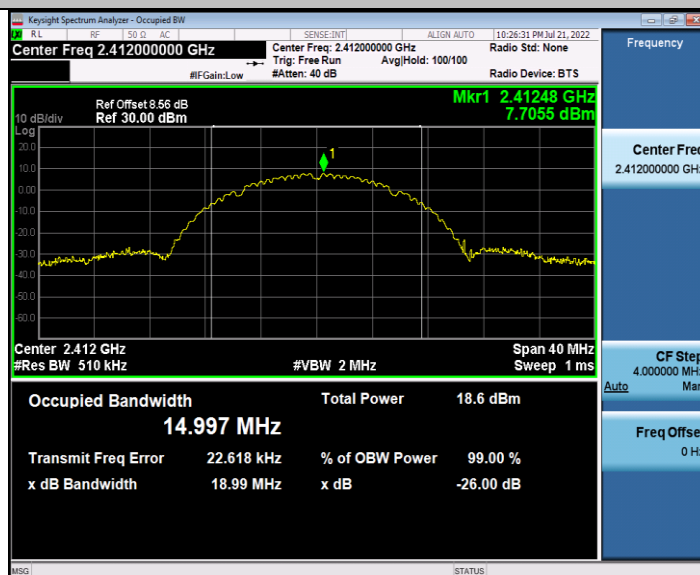 Keysight Spectrum Analyzer - Occupied BW
LXI RL RF 50 Ω AC SENSE:INT ALIGN AUTO 10:26:31 PM Jul 21, 2022
Center Freq 2.412000000 GHz
Center Freq: 2.412000000 GHz
Radio Std: None
Trig: Free Run Avg|Hold: 100/100
#IFGain:Low #Atten: 40 dB Radio Device: BTS
Frequency
Ref Offset 8.56 dB
Mkr1 2.41248 GHz
10 dB/div Ref 30.00 dBm 7.7055 dBm
Log
20.0
10.0
0.00
-10.0
-20.0
-30.0
-40.0
-50.0
-60.0
1
Center 2.412 GHz Span 40 MHz
#Res BW 510 kHz #VBW 2 MHz Sweep 1 ms
Occupied Bandwidth Total Power 18.6 dBm
14.997 MHz
Transmit Freq Error 22.618 kHz % of OBW Power 99.00 %
x dB Bandwidth 18.99 MHz x dB -26.00 dB
Center Freq
2.412000000 GHz
CF Step
4.000000 MHz
Auto Man
Freq Offset
0 Hz
MSG STATUS